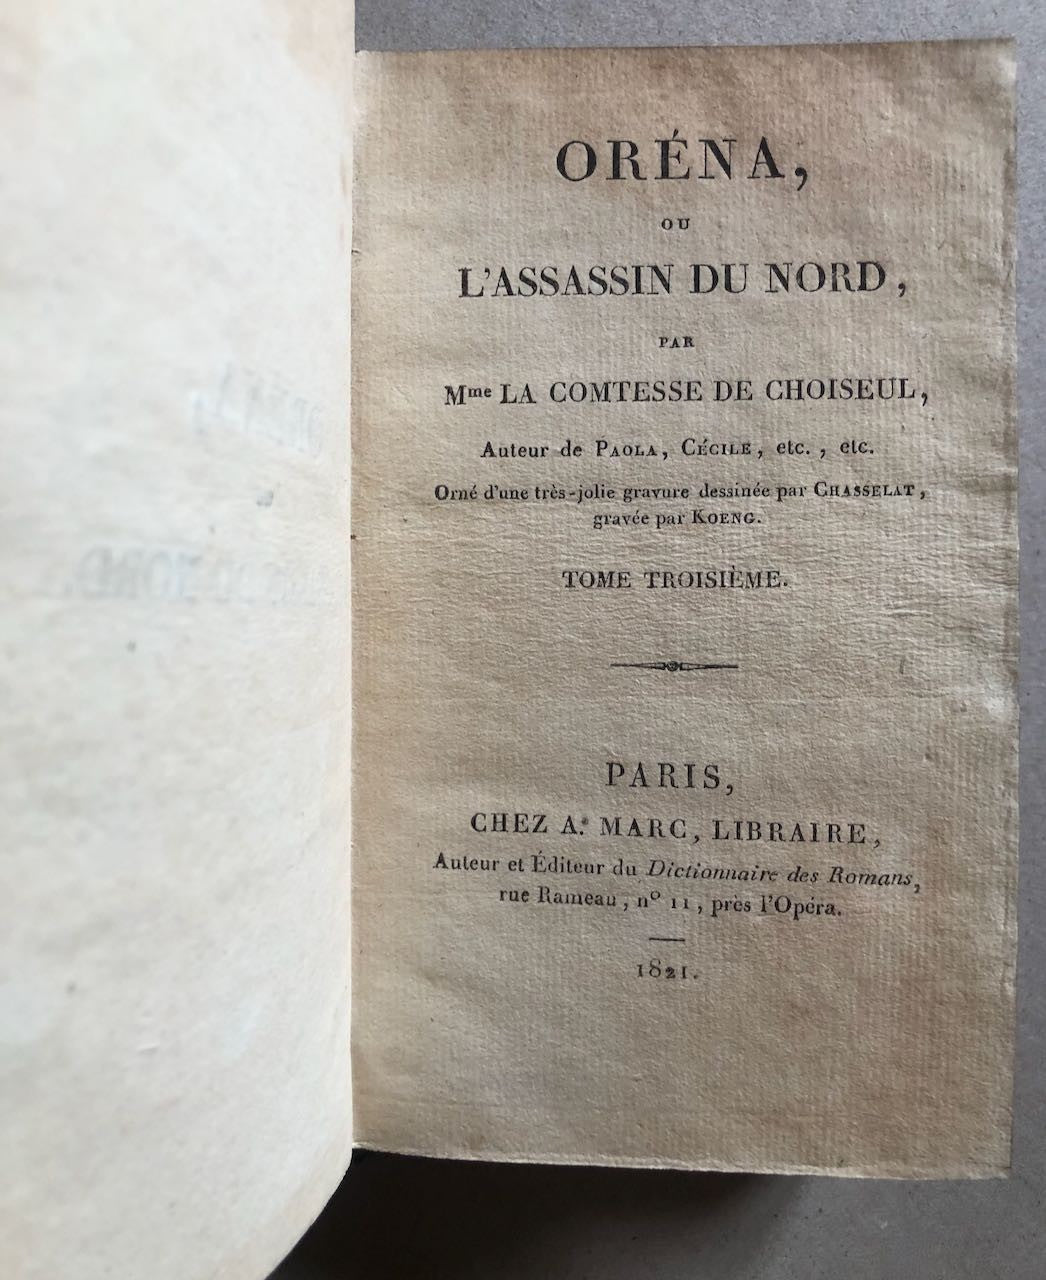 ORÉNA,
OU
L'ASSASSIN DU NORD,
PAR
Mme LA COMTESSE DE CHOISEUL,
Auteur de PAOLA, CÉCILE, etc., etc.
Orné d'une très-jolie gravure dessinée par CHASSELAT,
gravée par KOENG.
TOME TROISIÈME.
PARIS,
CHEZ A.e MARC, LIBRAIRE,
Auteur et Éditeur du Dictionnaire des Romans,
rue Rameau, nº 11, près l'Opéra.
1821.